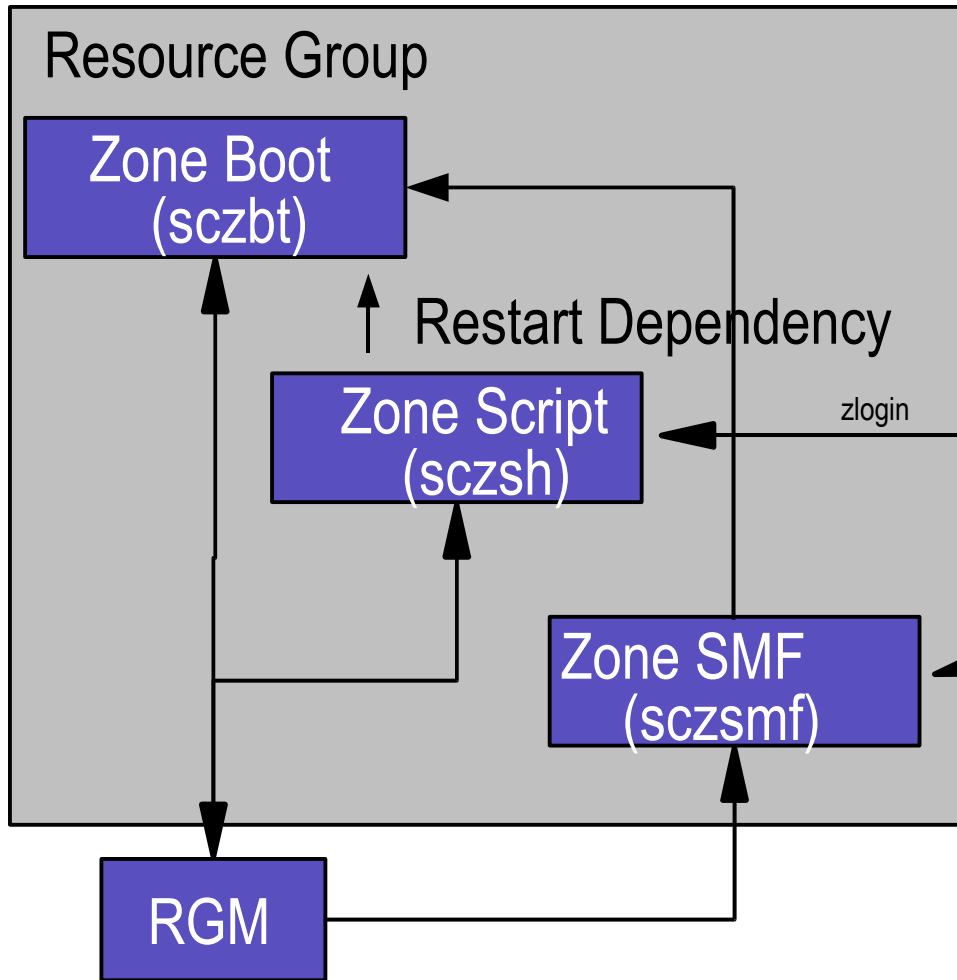 Resource Group
Zone Boot
(sczbt)
Restart Dependency
Zone Script
(sczsh)
zlogin
Zone SMF
(sczsmf)
RGM